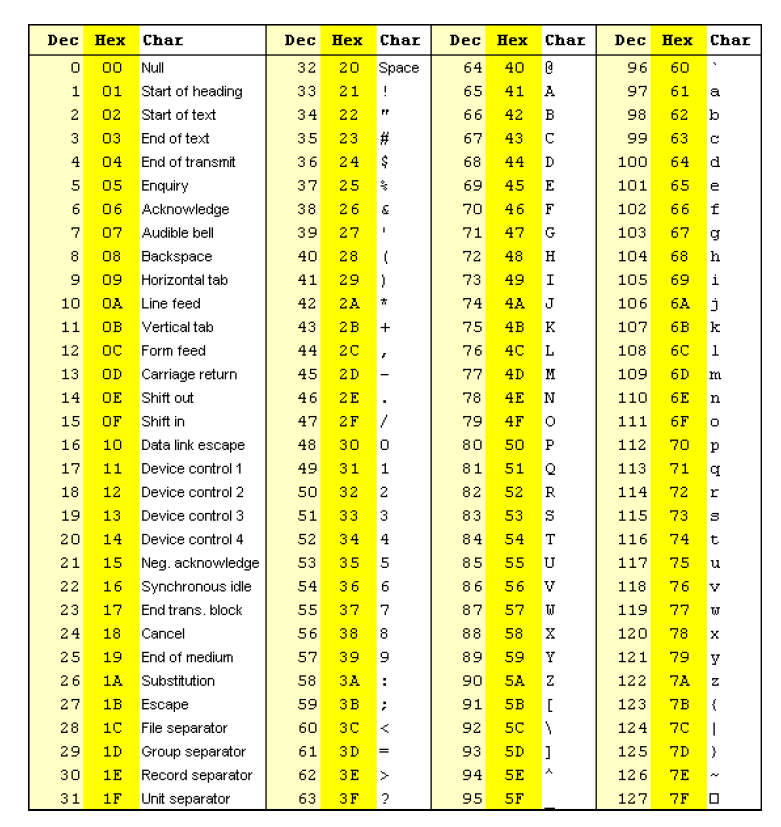 Dec Hex Char Dec Hex Char Dec Hex Char Dec Hex Char
0 00 Null 32 20 Space 64 40 @ 96 60 `
1 01 Start of heading 33 21 ! 65 41 A 97 61 a
2 02 Start of text 34 22 " 66 42 B 98 62 b
3 03 End of text 35 23 # 67 43 C 99 63 c
4 04 End of transmit 36 24 $ 68 44 D 100 64 d
5 05 Enquiry 37 25 % 69 45 E 101 65 e
6 06 Acknowledge 38 26 & 70 46 F 102 66 f
7 07 Audible bell 39 27 ' 71 47 G 103 67 g
8 08 Backspace 40 28 ( 72 48 H 104 68 h
9 09 Horizontal tab 41 29 ) 73 49 I 105 69 i
10 0A Line feed 42 2A * 74 4A J 106 6A j
11 0B Vertical tab 43 2B + 75 4B K 107 6B k
12 0C Form feed 44 2C , 76 4C L 108 6C l
13 0D Carriage return 45 2D - 77 4D M 109 6D m
14 0E Shift out 46 2E . 78 4E N 110 6E n
15 0F Shift in 47 2F / 79 4F O 111 6F o
16 10 Data link escape 48 30 0 80 50 P 112 70 p
17 11 Device control 1 49 31 1 81 51 Q 113 71 q
18 12 Device control 2 50 32 2 82 52 R 114 72 r
19 13 Device control 3 51 33 3 83 53 S 115 73 s
20 14 Device control 4 52 34 4 84 54 T 116 74 t
21 15 Neg. acknowledge 53 35 5 85 55 U 117 75 u
22 16 Synchronous idle 54 36 6 86 56 V 118 76 v
23 17 End trans. block 55 37 7 87 57 W 119 77 w
24 18 Cancel 56 38 8 88 58 X 120 78 x
25 19 End of medium 57 39 9 89 59 Y 121 79 y
26 1A Substitution 58 3A : 90 5A Z 122 7A z
27 1B Escape 59 3B ; 91 5B [ 123 7B {
28 1C File separator 60 3C < 92 5C \ 124 7C |
29 1D Group separator 61 3D = 93 5D ] 125 7D }
30 1E Record separator 62 3E > 94 5E ^ 126 7E ~
31 1F Unit separator 63 3F ? 95 5F _ 127 7F □